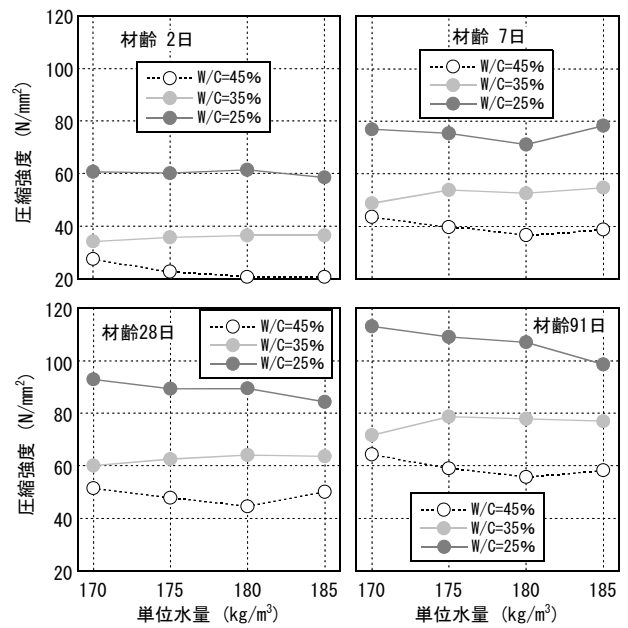 120
100
80
60
40
20
圧縮強度 (N/mm²)
材齢 2日
W/C=45%
W/C=35%
W/C=25%
材齢 7日
W/C=45%
W/C=35%
W/C=25%
120
100
80
60
40
20
圧縮強度 (N/mm²)
材齢28日
W/C=45%
W/C=35%
W/C=25%
材齢91日
W/C=45%
W/C=35%
W/C=25%
170 175 180 185
単位水量 (kg/m³)
170 175 180 185
単位水量 (kg/m³)